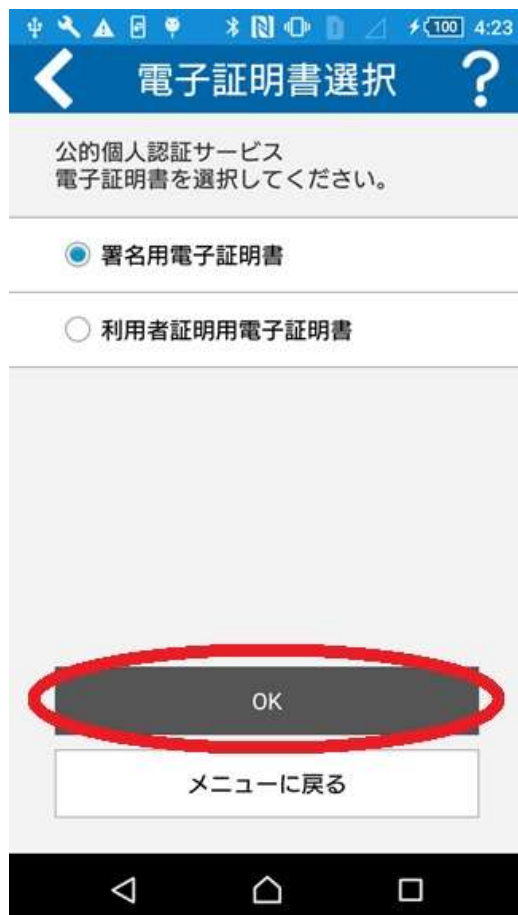 100 4:23
電子証明書選択 ?
公的個人認証サービス
電子証明書を選択してください。
署名用電子証明書
利用者証明用電子証明書
OK
メニューに戻る